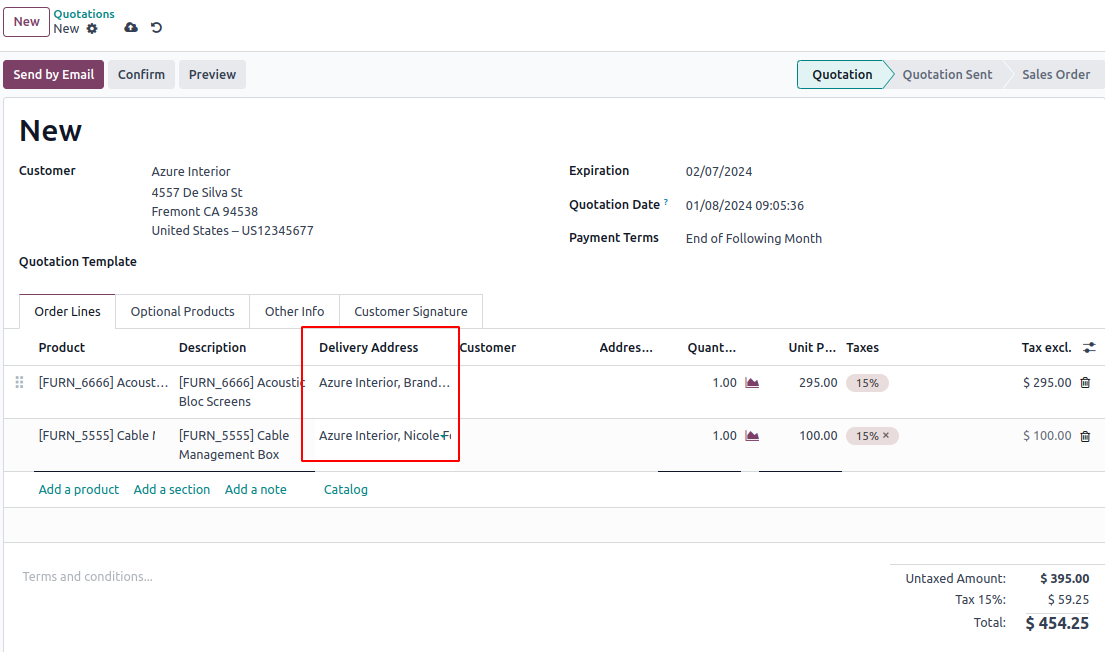 New
Quotations
New
Send by Email Confirm Preview
Quotation Quotation Sent Sales Order
New
Customer Azure Interior
4557 De Silva St
Fremont CA 94538
United States – US12345677
Quotation Template
Expiration 02/07/2024
Quotation Date ? 01/08/2024 09:05:36
Payment Terms End of Following Month
Order Lines Optional Products Other Info Customer Signature
Product Description Delivery Address Customer Addres... Quant... Unit P... Taxes Tax excl.
[FURN_6666] Acoust... [FURN_6666] Acoustic Azure Interior, Brand... 1.00 295.00 15% $ 295.00
Bloc Screens
[FURN_5555] Cable [FURN_5555] Cable Azure Interior, Nicole 1.00 100.00 15% × $ 100.00
Management Box
Add a product Add a section Add a note Catalog
Terms and conditions...
Untaxed Amount: $ 395.00
Tax 15%: $ 59.25
Total: $ 454.25